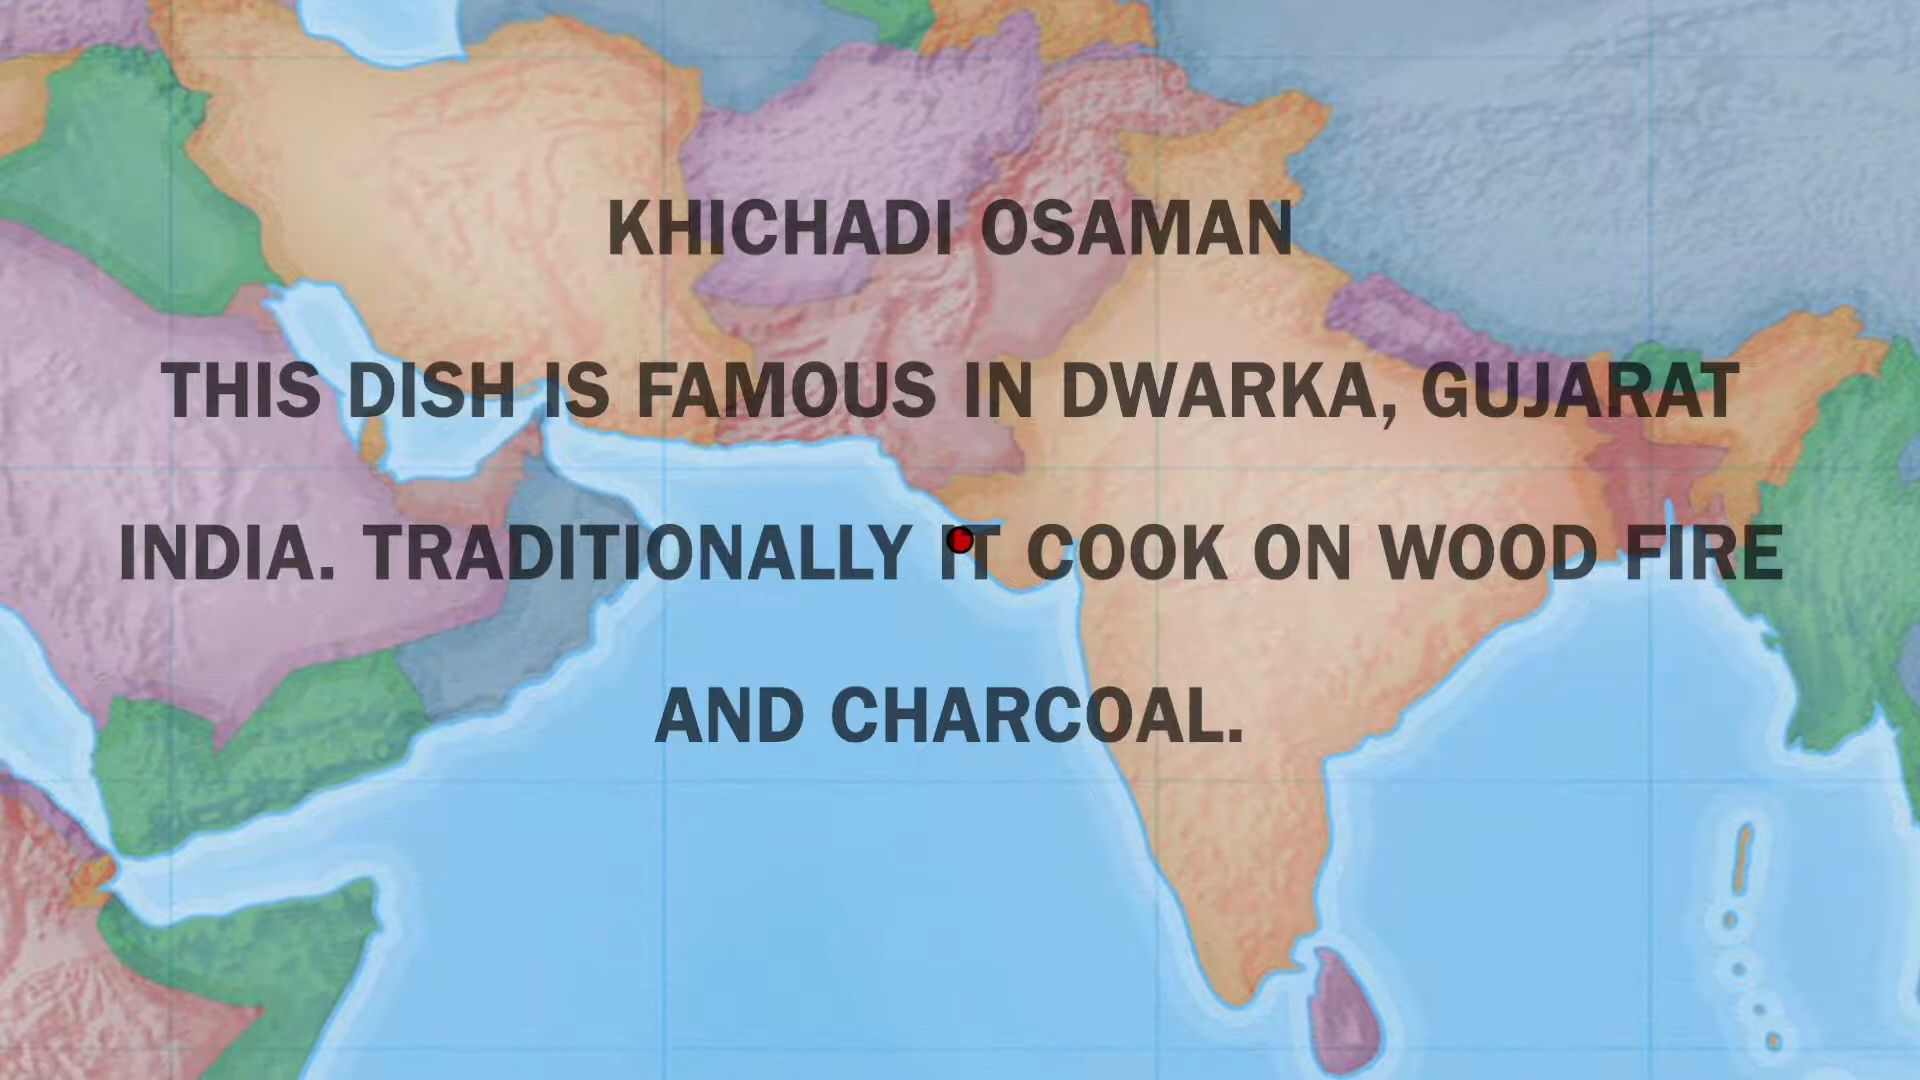 KHICHADI OSAMAN
THIS DISH IS FAMOUS IN DWARKA, GUJARAT
INDIA. TRADITIONALLY IT COOK ON WOOD FIRE
AND CHARCOAL.